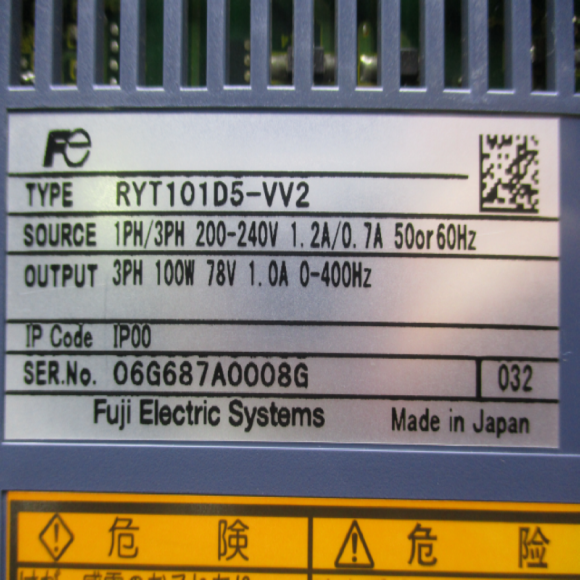 Fe
TYPE RYT101D5-VV2
SOURCE 1PH/3PH 200-240V 1.2A/0.7A 50or60Hz
OUTPUT 3PH 100W 78V 1.0A 0-400Hz
IP Code IP00
SER.No. 06G687A0008G 032
Fuji Electric Systems Made in Japan
危 険 危 险